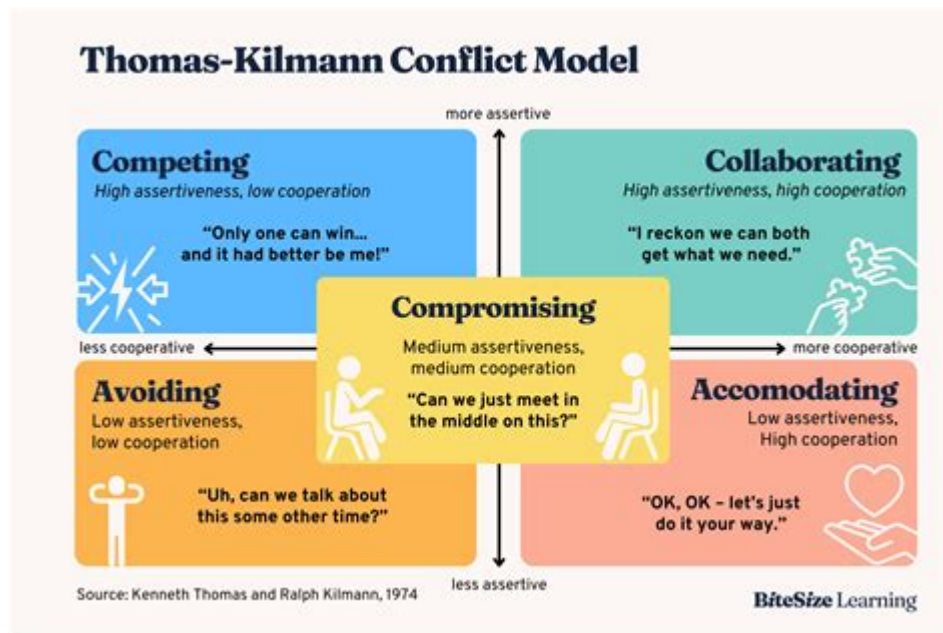 Thomas-Kilmann Conflict Model
more assertive
Competing
High assertiveness, low cooperation
“Only one can win...
and it had better be me!”
Collaborating
High assertiveness, high cooperation
“I reckon we can both
get what we need.”
Compromising
Medium assertiveness,
medium cooperation
“Can we just meet in
the middle on this?”
less cooperative
more cooperative
Avoiding
Low assertiveness,
low cooperation
“Uh, can we talk about
this some other time?”
Accomodating
Low assertiveness,
High cooperation
“OK, OK – let's just
do it your way.”
less assertive
Source: Kenneth Thomas and Ralph Kilmann, 1974
BiteSize Learning